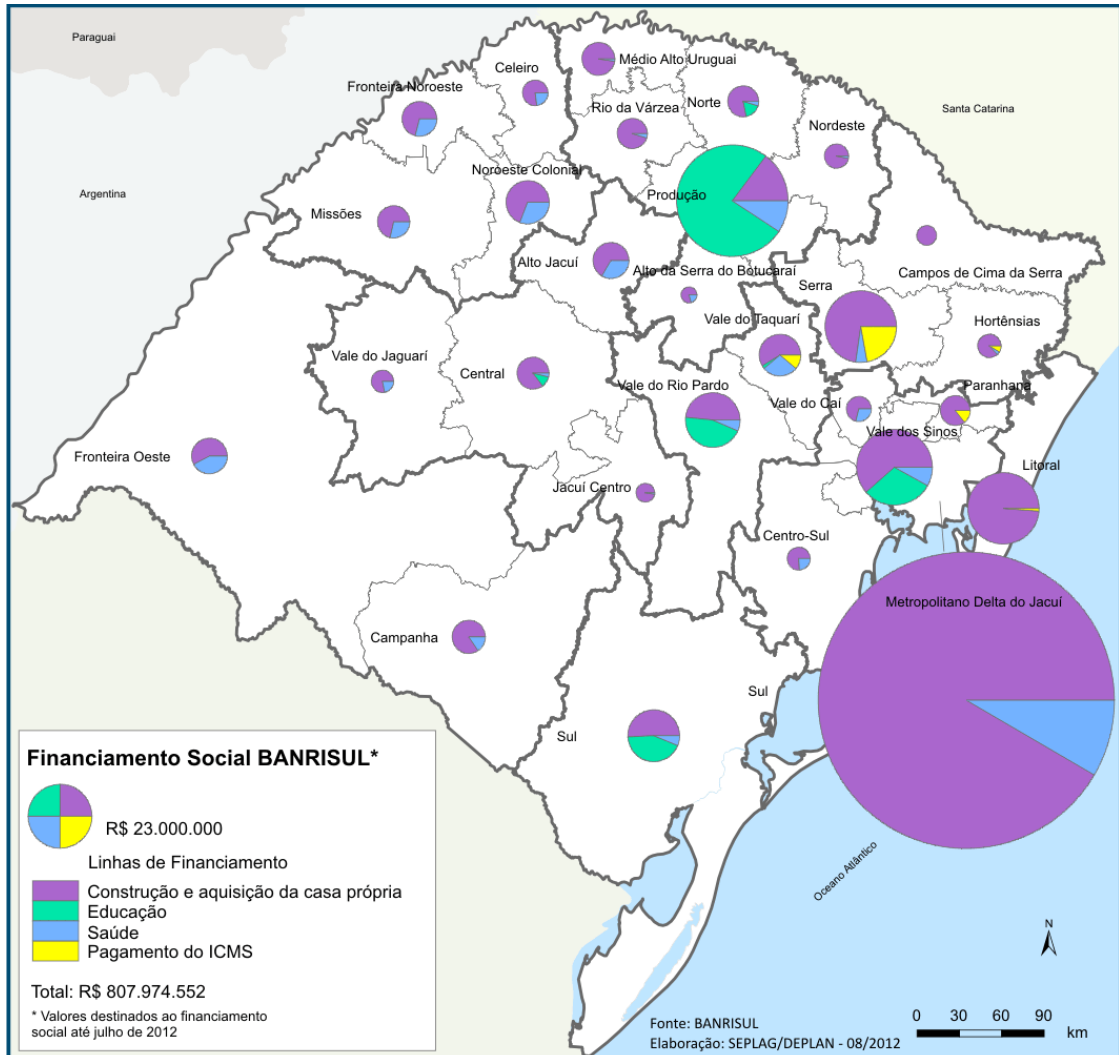 Paraguai
Santa Catarina
Argentina
Celeiro
Médio Alto Uruguai
Fronteira Noroeste
Rio da Várzea
Norte
Nordeste
Noroeste Colonial
Produção
Missões
Alto Jacuí
Alto da Serra do Botucaraí
Serra
Campos de Cima da Serra
Vale do Taquarí
Hortênsias
Vale do Jaguarí
Central
Vale do Rio Pardo
Vale do Caí
Paranhana
Vale dos Sinos
Fronteira Oeste
Jacuí Centro
Litoral
Centro-Sul
Metropolitano Delta do Jacuí
Campanha
Sul
Sul
Oceano Atlântico
Financiamento Social BANRISUL*
R$ 23.000.000
Linhas de Financiamento
Construção e aquisição da casa própria
Educação
Saúde
Pagamento do ICMS
Total: R$ 807.974.552
* Valores destinados ao financiamento
social até julho de 2012
N
Fonte: BANRISUL
Elaboração: SEPLAG/DEPLAN - 08/2012
0 30 60 90
km